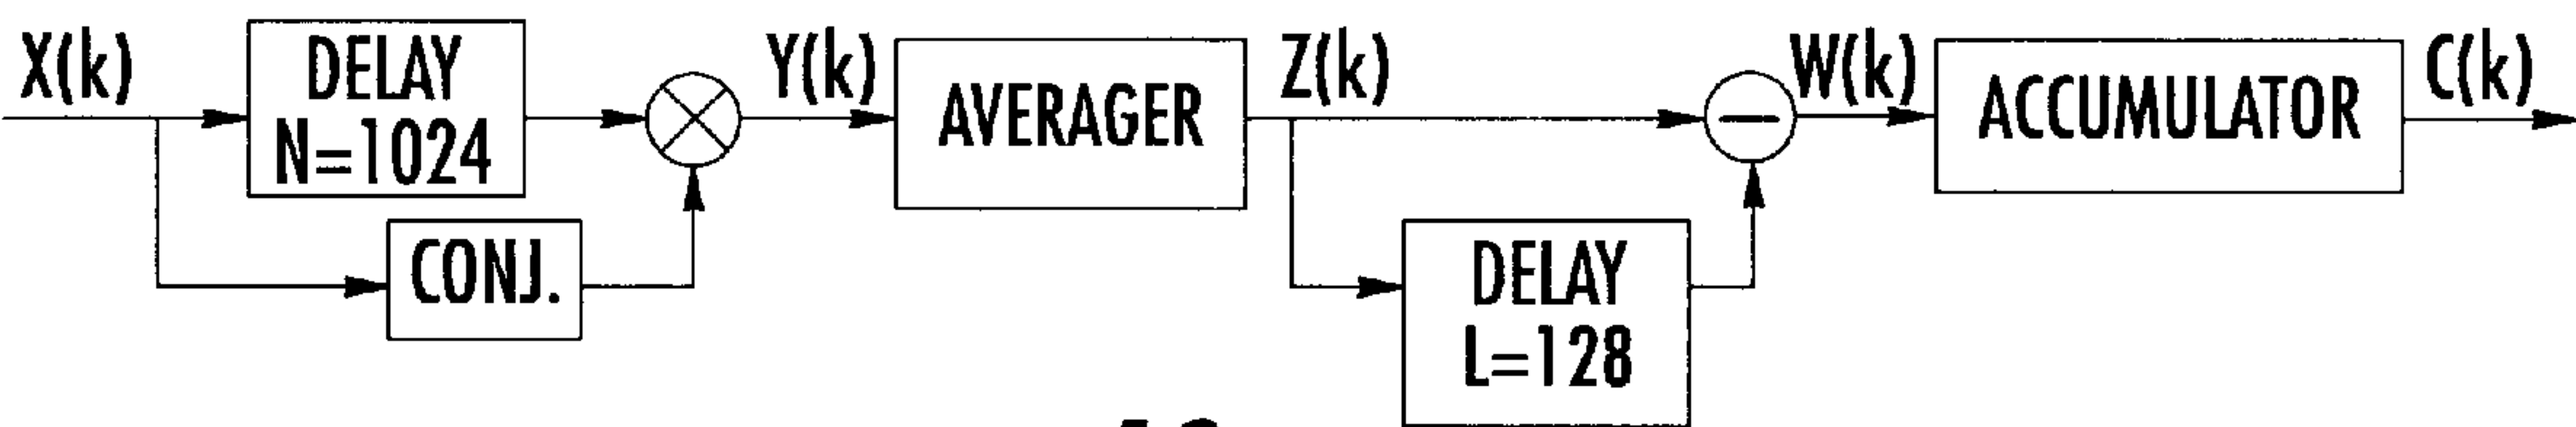 X(k)
DELAY
N=1024
CONJ.
Y(k)
AVERAGER
Z(k)
DELAY
L=128
W(k)
ACCUMULATOR
C(k)